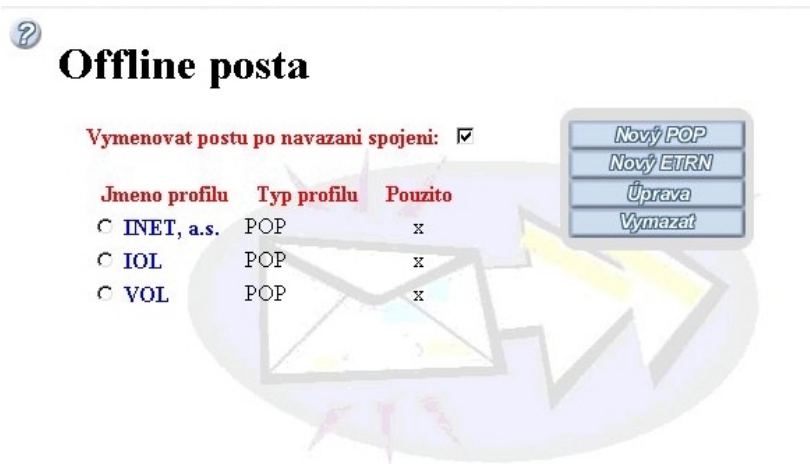 ?
Offline posta
Vymenovat postu po navazani spojeni:
Nový POP
Nový ETRN
Úprava
Vymazat
Jmeno profilu Typ profilu Pouzito
INET, a.s. POP x
IOL POP x
VOL POP x